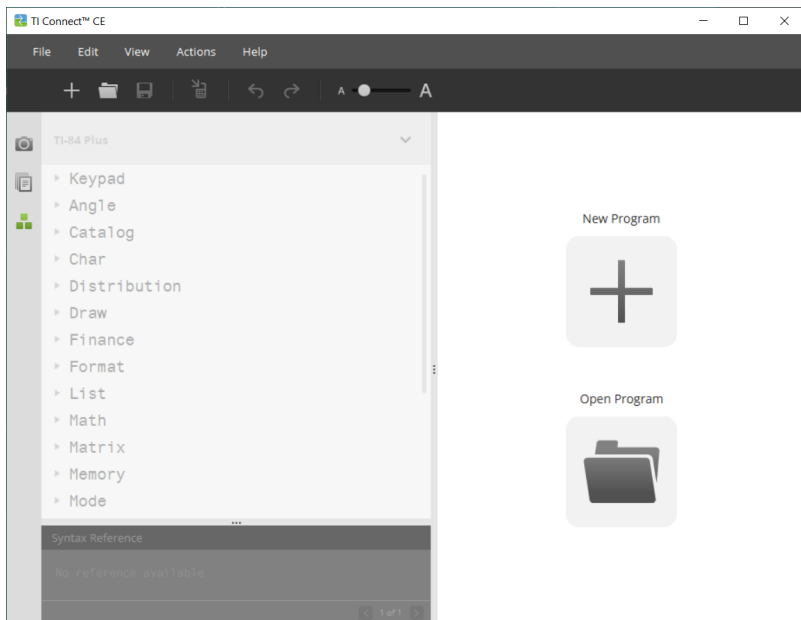 TI Connect™ CE
File Edit View Actions Help
A A
TI-84 Plus
Keypad
Angle
Catalog
Char
Distribution
Draw
Finance
Format
List
Math
Matrix
Memory
Mode
Syntax Reference
No reference available
1 of 1
New Program
Open Program